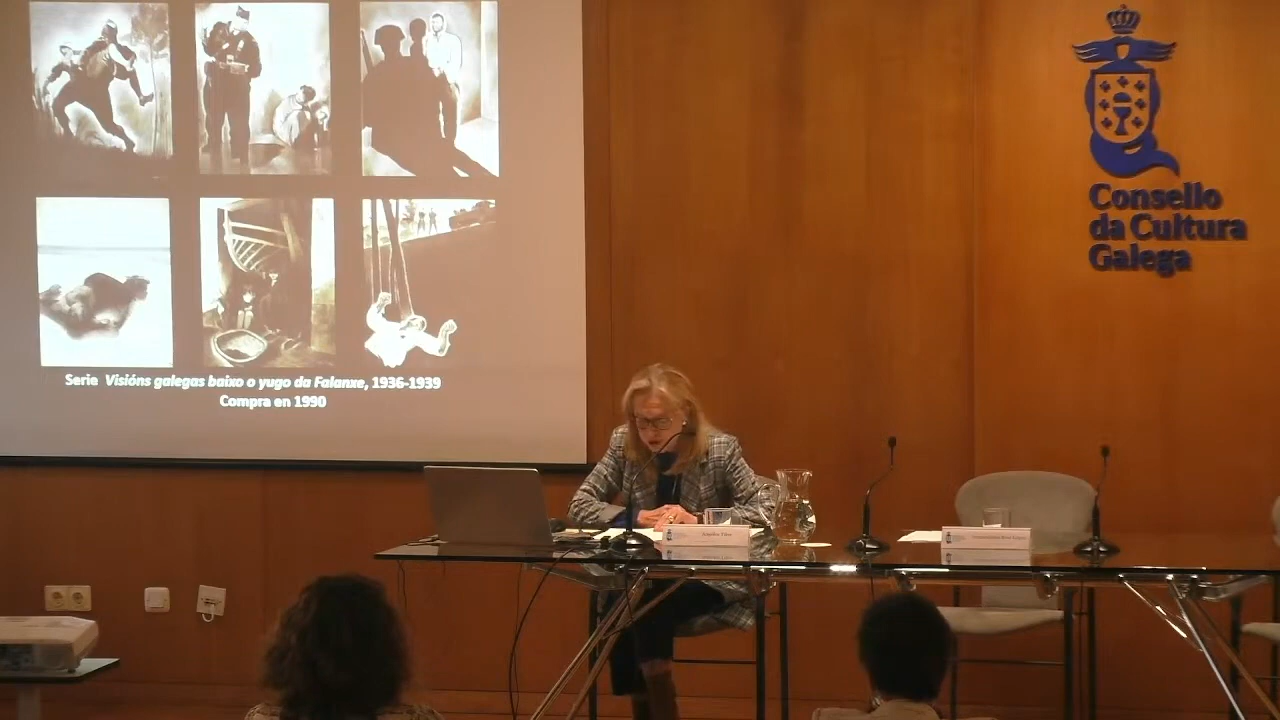 Serie Visións galegas baixo o yugo da Falanxe, 1936-1939
Compra en 1990
Consello
da Cultura
Galega